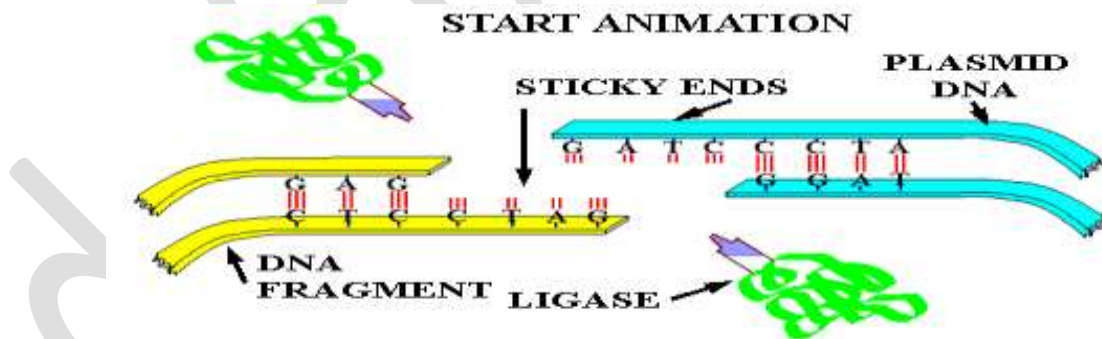 START ANIMATION
PLASMID
DNA
STICKY ENDS
G A T C C C T A
G G A T
G A G
C T C C T A G
DNA
FRAGMENT
LIGASE